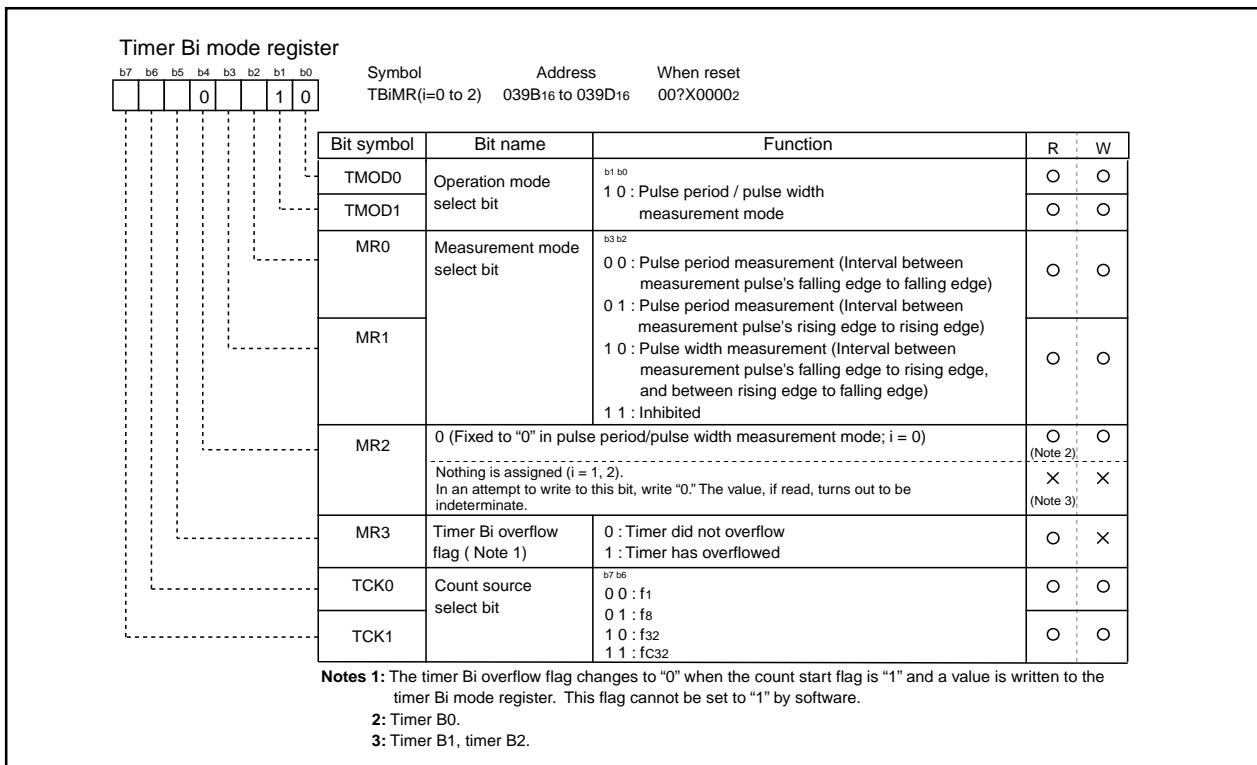 Timer Bi mode register
b7 b6 b5 b4 b3 b2 b1 b0
0 1 0
Symbol Address When reset
TBiMR(i=0 to 2) 039B16 to 039D16 00?X00002
Bit symbol Bit name Function R W
TMOD0
TMOD1
Operation mode
select bit
b1 b0
1 0 : Pulse period / pulse width
measurement mode
MR0
MR1
Measurement mode
select bit
b3 b2
0 0 : Pulse period measurement (Interval between
measurement pulse's falling edge to falling edge)
0 1 : Pulse period measurement (Interval between
measurement pulse's rising edge to rising edge)
1 0 : Pulse width measurement (Interval between
measurement pulse's falling edge to rising edge,
and between rising edge to falling edge)
1 1 : Inhibited
MR2
0 (Fixed to “0” in pulse period/pulse width measurement mode; i = 0)
(Note 2)
Nothing is assigned (i = 1, 2).
In an attempt to write to this bit, write “0.” The value, if read, turns out to be
indeterminate.
(Note 3)
MR3
Timer Bi overflow
flag ( Note 1)
0 : Timer did not overflow
1 : Timer has overflowed
TCK0
TCK1
Count source
select bit
b7 b6
0 0 : f1
0 1 : f8
1 0 : f32
1 1 : fC32
Notes 1: The timer Bi overflow flag changes to “0” when the count start flag is “1” and a value is written to the
timer Bi mode register. This flag cannot be set to “1” by software.
2: Timer B0.
3: Timer B1, timer B2.